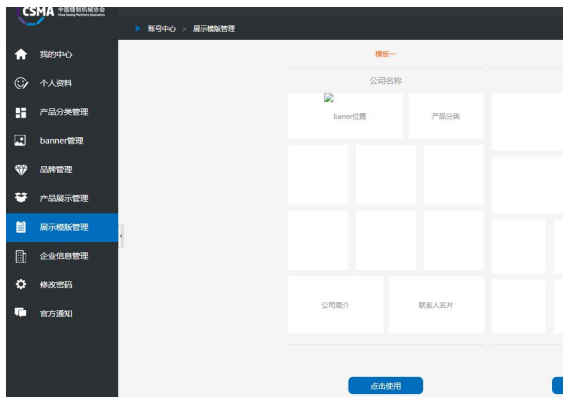 CSMA 中国缝制机械协会
China Sewing Machinery Association
账号中心 > 展示模板管理
我的中心
个人资料
产品分类管理
banner管理
品牌管理
产品展示管理
展示模版管理
企业信息管理
修改密码
官方通知
模板一
公司名称
baner位置
产品分类
公司简介
联系人名片
点击使用